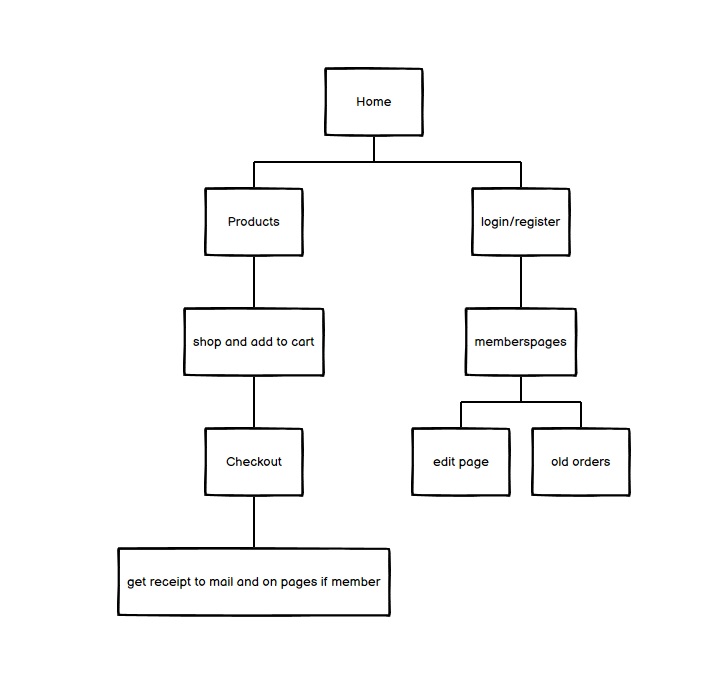 Home
Products
login/register
shop and add to cart
memberspages
Checkout
edit page
old orders
get receipt to mail and on pages if member